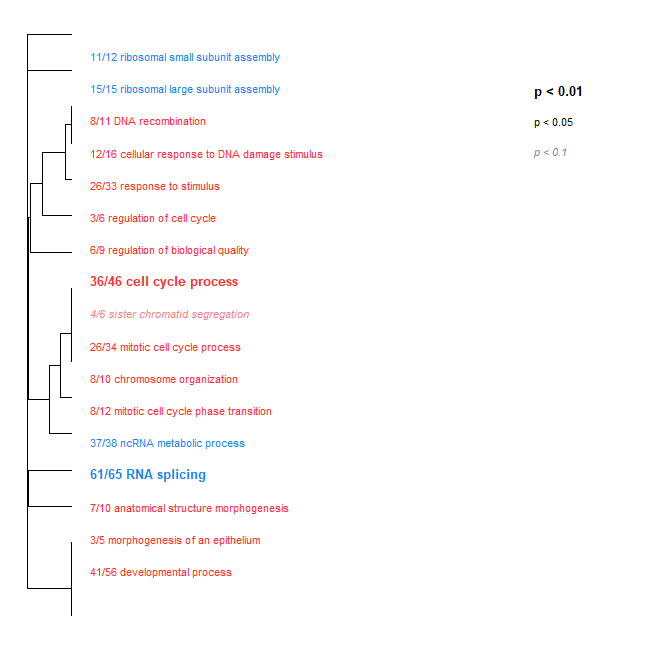 11/12 ribosomal small subunit assembly
15/15 ribosomal large subunit assembly
8/11 DNA recombination
12/16 cellular response to DNA damage stimulus
26/33 response to stimulus
3/6 regulation of cell cycle
6/9 regulation of biological quality
36/46 cell cycle process
4/6 sister chromatid segregation
26/34 mitotic cell cycle process
8/10 chromosome organization
8/12 mitotic cell cycle phase transition
37/38 ncRNA metabolic process
61/65 RNA splicing
7/10 anatomical structure morphogenesis
3/5 morphogenesis of an epithelium
41/56 developmental process
p < 0.01
p < 0.05
p < 0.1